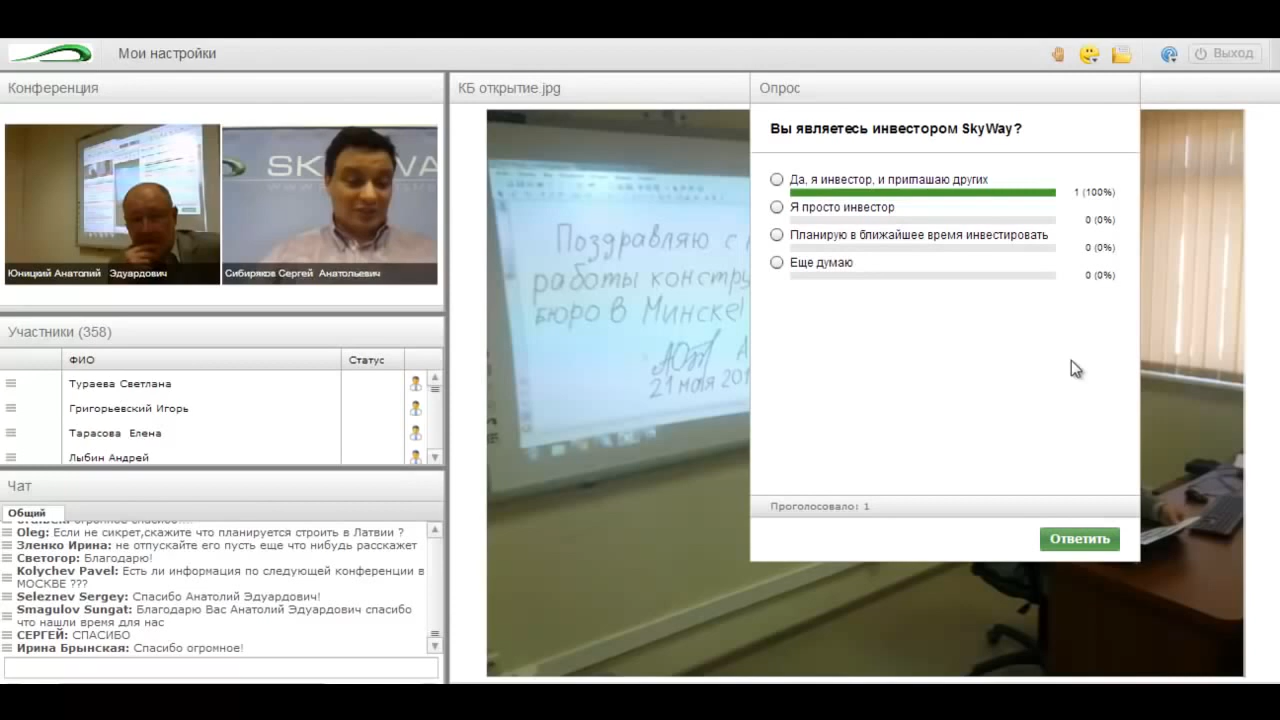 Мои настройки
Выход
Конференция
SKYWA
Юницкий Анатолий Эдуардович
Сибиряков Сергей Анатольевич
Участники (358)
ФИО
Статус
Тураева Светлана
Григорьевский Игорь
Тарасова Елена
Лыбин Андрей
Чат
Общий
Oleg: Если не сикрет,скажите что планируется строить в Латвии ?
Зленко Ирина: не отпускайте его пусть еще что нибудь расскажет
Светогор: Благодарю!
Kolychev Pavel: Есть ли информация по следующей конференции в
МОСКВЕ ???
Seleznev Sergey: Спасибо Анатолий Эдуардович!
Smagulov Sungat: Благодарю Вас Анатолий Эдуардович спасибо
что нашли время для нас
СЕРГЕЙ: СПАСИБО
Ирина Брынская: Спасибо огромное!
КБ открытие.jpg
Поздравляю с
работы констру
бюро в Минске!
21 мая 201
Опрос
Вы являетесь инвестором SkyWay?
Да, я инвестор, и приглашаю других
1 (100%)
Я просто инвестор
0 (0%)
Планирую в ближайшее время инвестировать
0 (0%)
Еще думаю
0 (0%)
Проголосовало: 1
Ответить